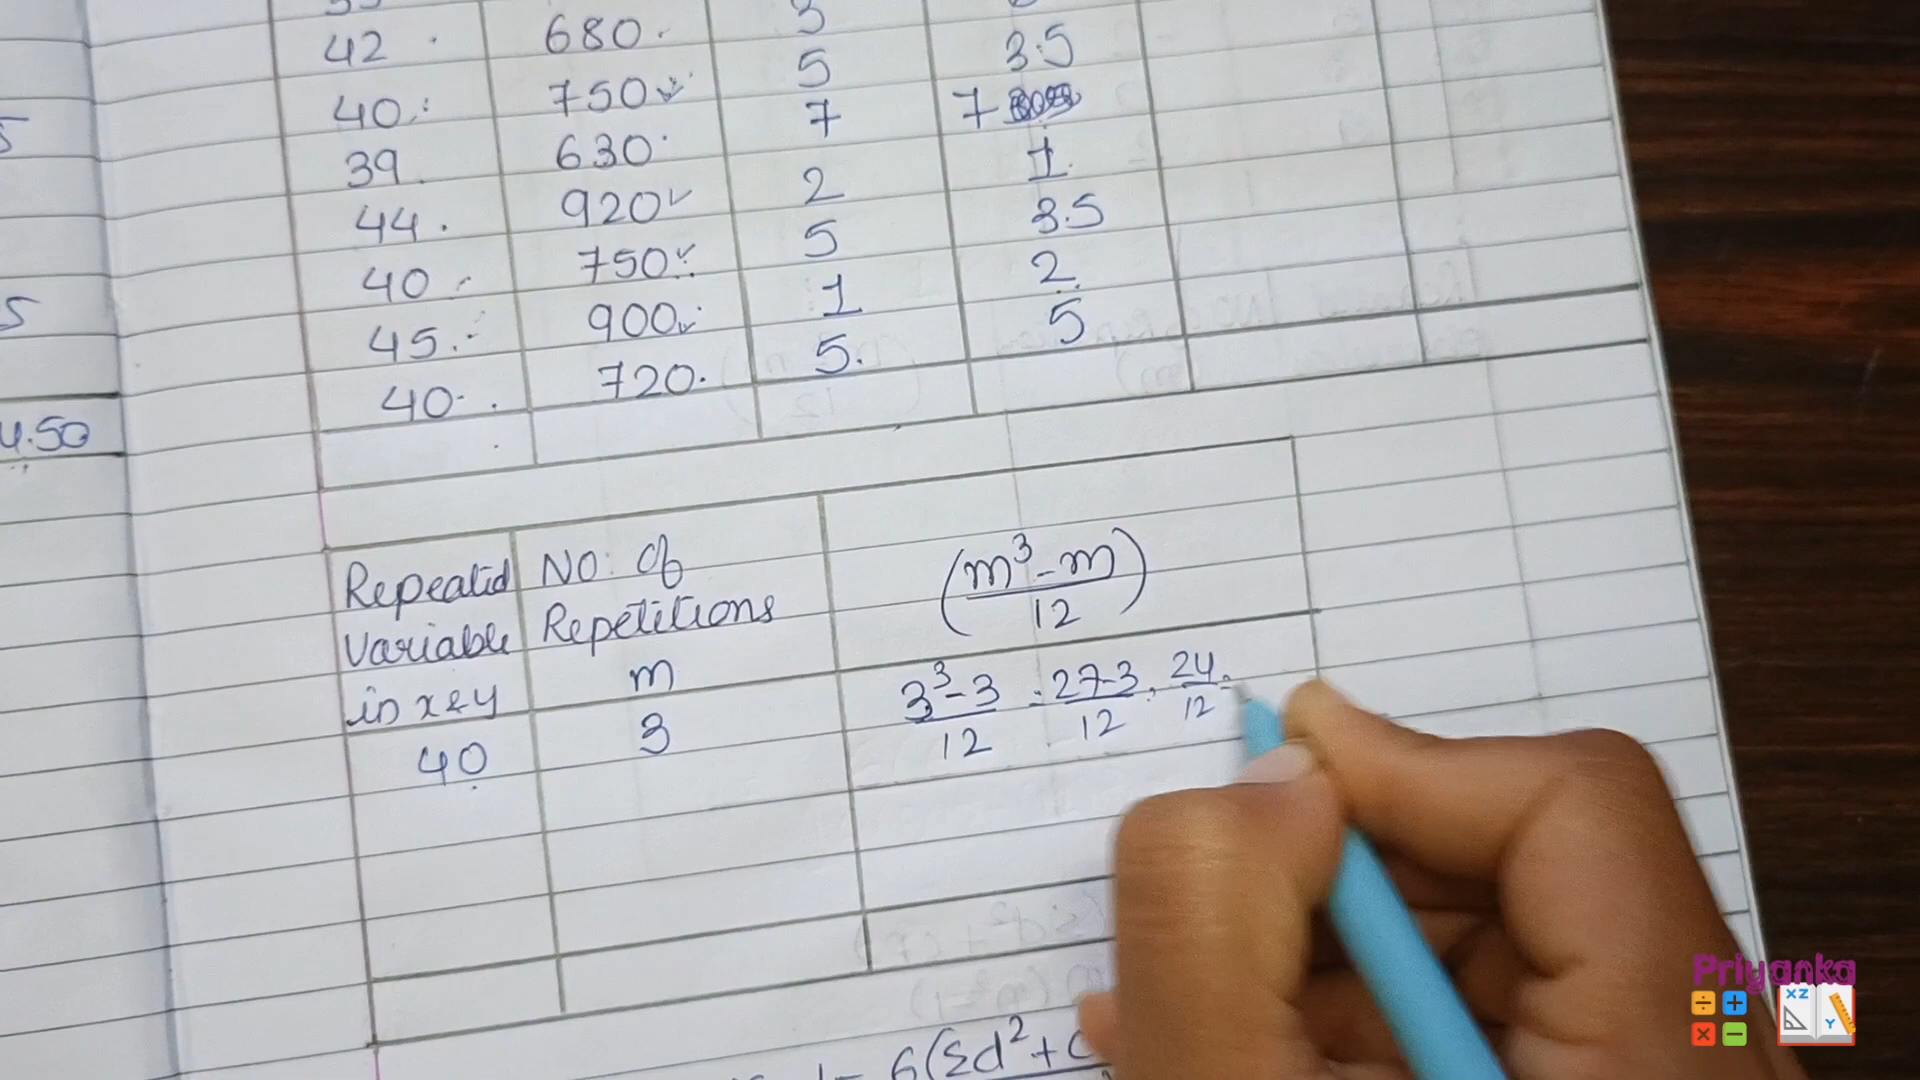 42 680 3 3.5
40 750 5 7
39 630 7 1
44 920 2 3.5
40 750 5 2
45 900 1 5
40 720 5
4.50
Repeated NO. of (m³-m)/12
Variable Repetitions
in x & y m
40 3 3³-3/12 = 27-3/12 = 24/12 =
6(Σd²+C
Priyanka
XZ
Y